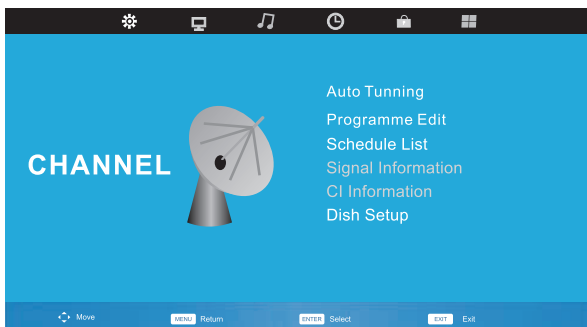 CHANNEL
Auto Tunning
Programme Edit
Schedule List
Signal Information
CI Information
Dish Setup
Move MENU Return ENTER Select EXIT Exit